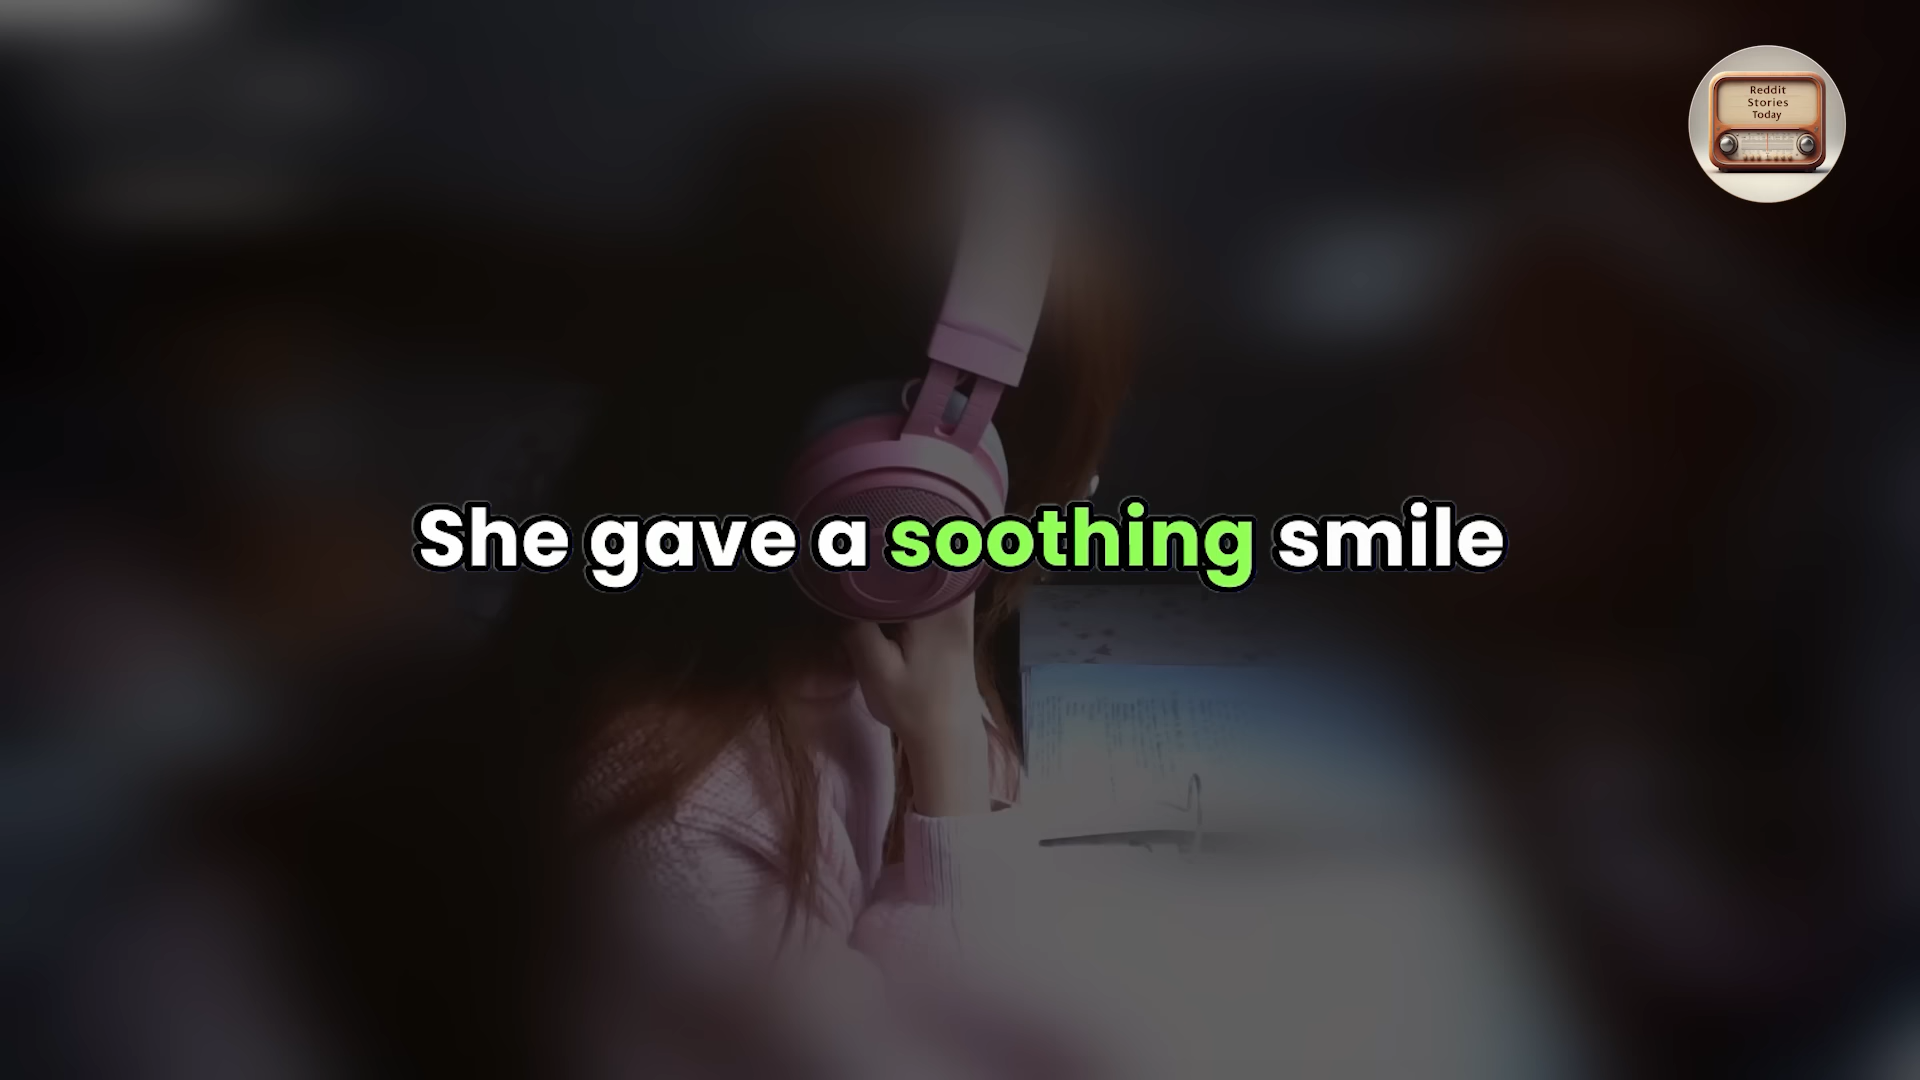 Reddit
Stories
Today
She gave a soothing smile